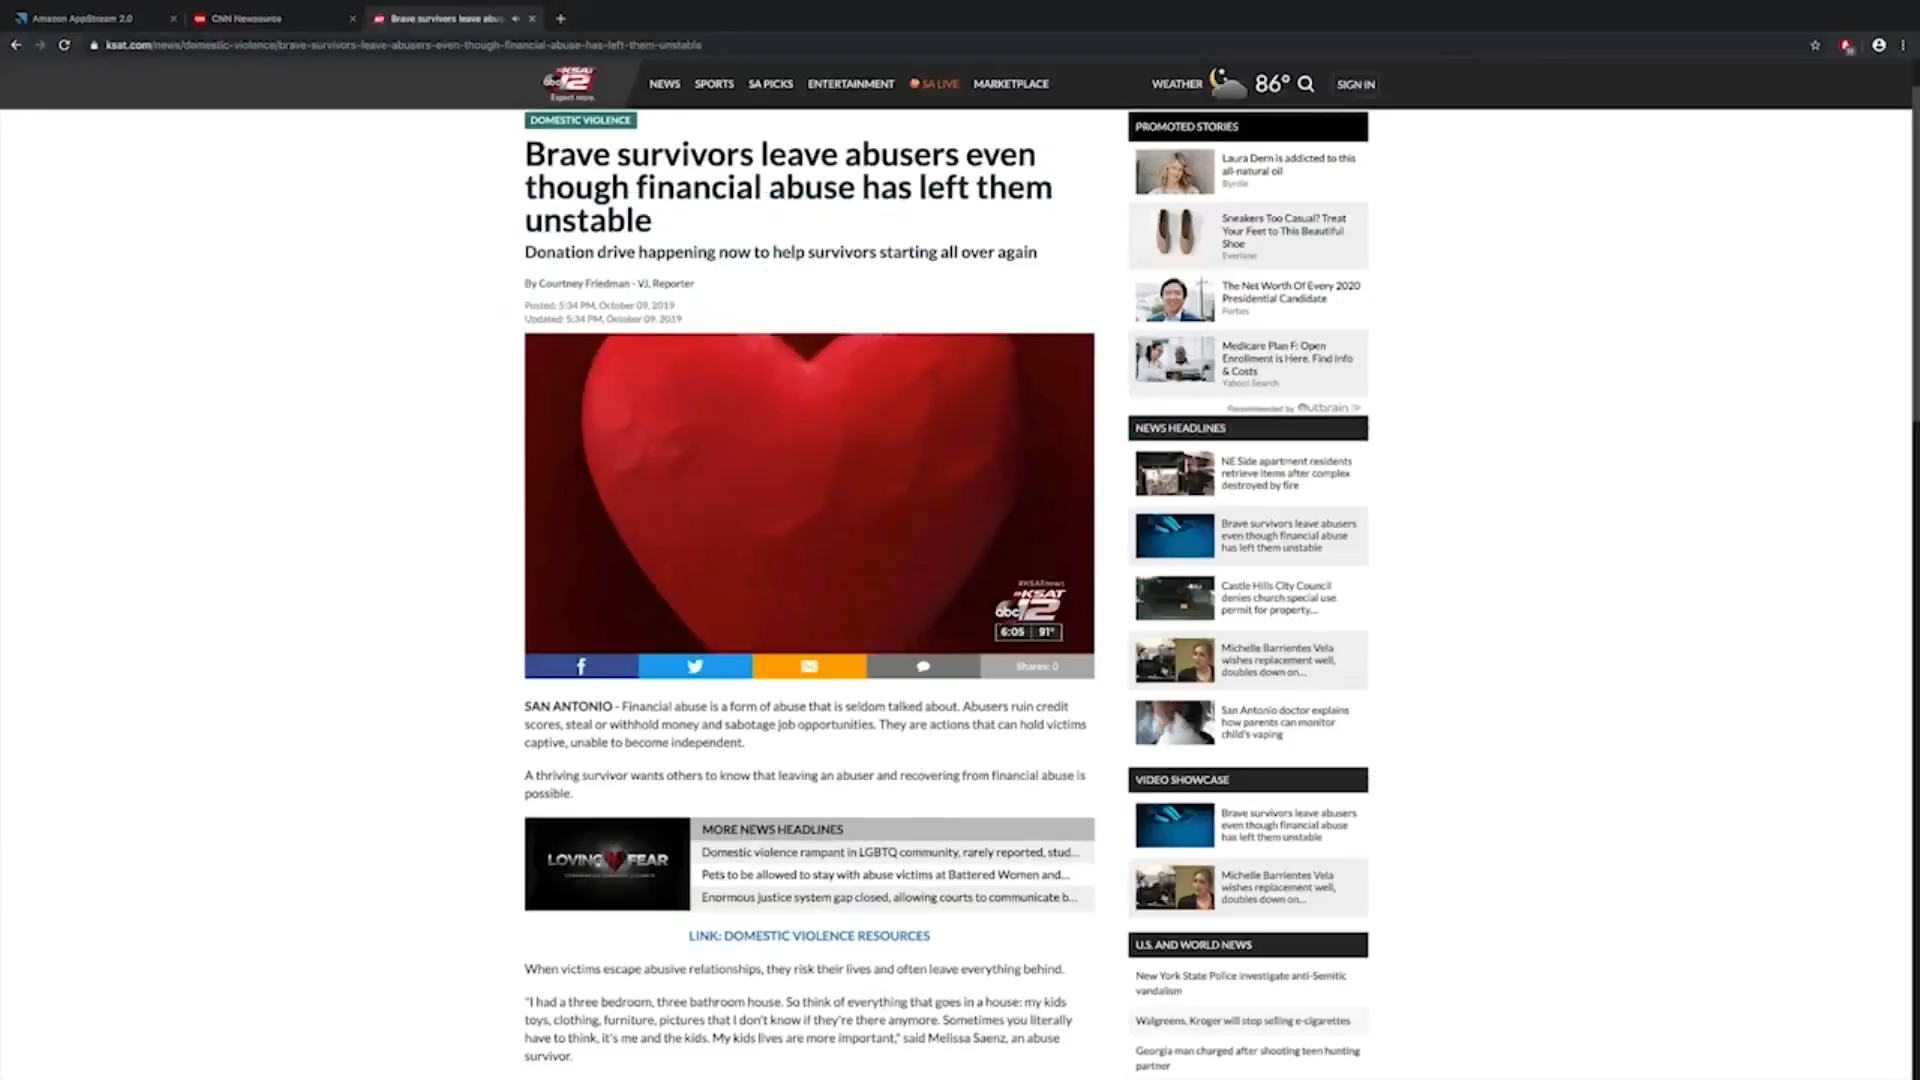 Amazon AppStream 2.0
CNN Newsource
Brave survivors leave abus
ksat.com/news/domestic-violence/brave-survivors-leave-abusers-even-though-financial-abuse-has-left-them-unstable
KSAT
abc 12
Expect more.
NEWS SPORTS SA PICKS ENTERTAINMENT SA LIVE MARKETPLACE
WEATHER 86° SIGN IN
DOMESTIC VIOLENCE
Brave survivors leave abusers even
though financial abuse has left them
unstable
Donation drive happening now to help survivors starting all over again
By Courtney Friedman - VJ, Reporter
Posted: 5:34 PM, October 09, 2019
Updated: 5:34 PM, October 09, 2019
#KSATnews
KSAT
abc 12
6:05 91°
Shares: 0
SAN ANTONIO - Financial abuse is a form of abuse that is seldom talked about. Abusers ruin credit
scores, steal or withhold money and sabotage job opportunities. They are actions that can hold victims
captive, unable to become independent.
A thriving survivor wants others to know that leaving an abuser and recovering from financial abuse is
possible.
LOVING FEAR
MORE NEWS HEADLINES
Domestic violence rampant in LGBTQ community, rarely reported, stud...
Pets to be allowed to stay with abuse victims at Battered Women and...
Enormous justice system gap closed, allowing courts to communicate b...
LINK: DOMESTIC VIOLENCE RESOURCES
When victims escape abusive relationships, they risk their lives and often leave everything behind.
"I had a three bedroom, three bathroom house. So think of everything that goes in a house: my kids
toys, clothing, furniture, pictures that I don't know if they're there anymore. Sometimes you literally
have to think, it's me and the kids. My kids lives are more important," said Melissa Saenz, an abuse
survivor.
PROMOTED STORIES
Laura Dern is addicted to this
all-natural oil
Byrdie
Sneakers Too Casual? Treat
Your Feet to This Beautiful
Shoe
Everlane
The Net Worth Of Every 2020
Presidential Candidate
Forbes
Medicare Plan F: Open
Enrollment is Here. Find Info
& Costs
Yahoo! Search
Recommended by Outbrain
NEWS HEADLINES
NE Side apartment residents
retrieve items after complex
destroyed by fire
Brave survivors leave abusers
even though financial abuse
has left them unstable
Castle Hills City Council
denies church special use
permit for property...
Michelle Barrientes Vela
wishes replacement well,
doubles down on...
San Antonio doctor explains
how parents can monitor
child's vaping
VIDEO SHOWCASE
Brave survivors leave abusers
even though financial abuse
has left them unstable
Michelle Barrientes Vela
wishes replacement well,
doubles down on...
U.S. AND WORLD NEWS
New York State Police investigate anti-Semitic
vandalism
Walgreens, Kroger will stop selling e-cigarettes
Georgia man charged after shooting teen hunting
partner